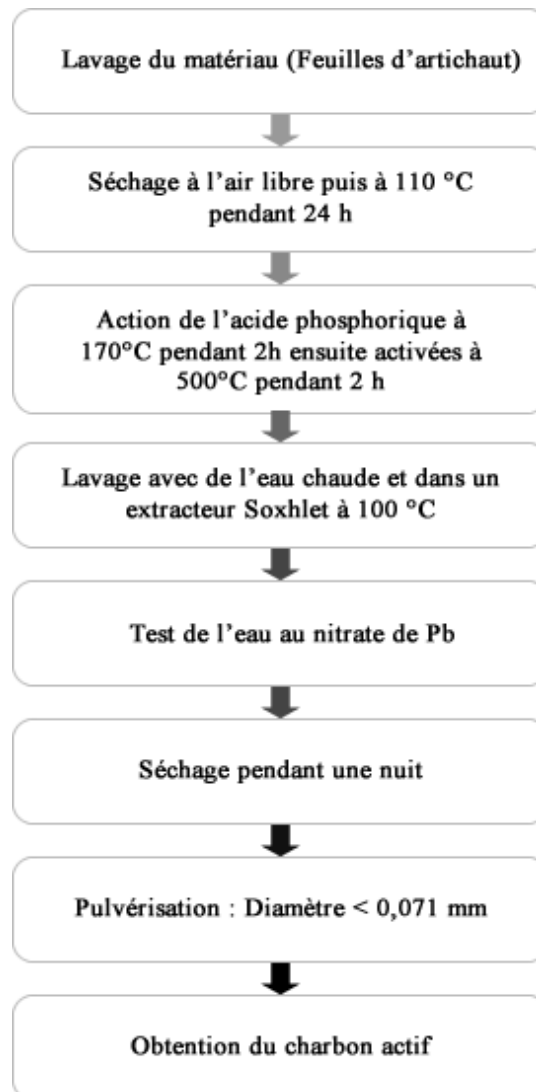 Lavage du matériau (Feuilles d'artichaut)
Séchage à l'air libre puis à 110 °C
pendant 24 h
Action de l'acide phosphorique à
170°C pendant 2h ensuite activées à
500°C pendant 2 h
Lavage avec de l'eau chaude et dans un
extracteur Soxhlet à 100 °C
Test de l'eau au nitrate de Pb
Séchage pendant une nuit
Pulvérisation : Diamètre < 0,071 mm
Obtention du charbon actif